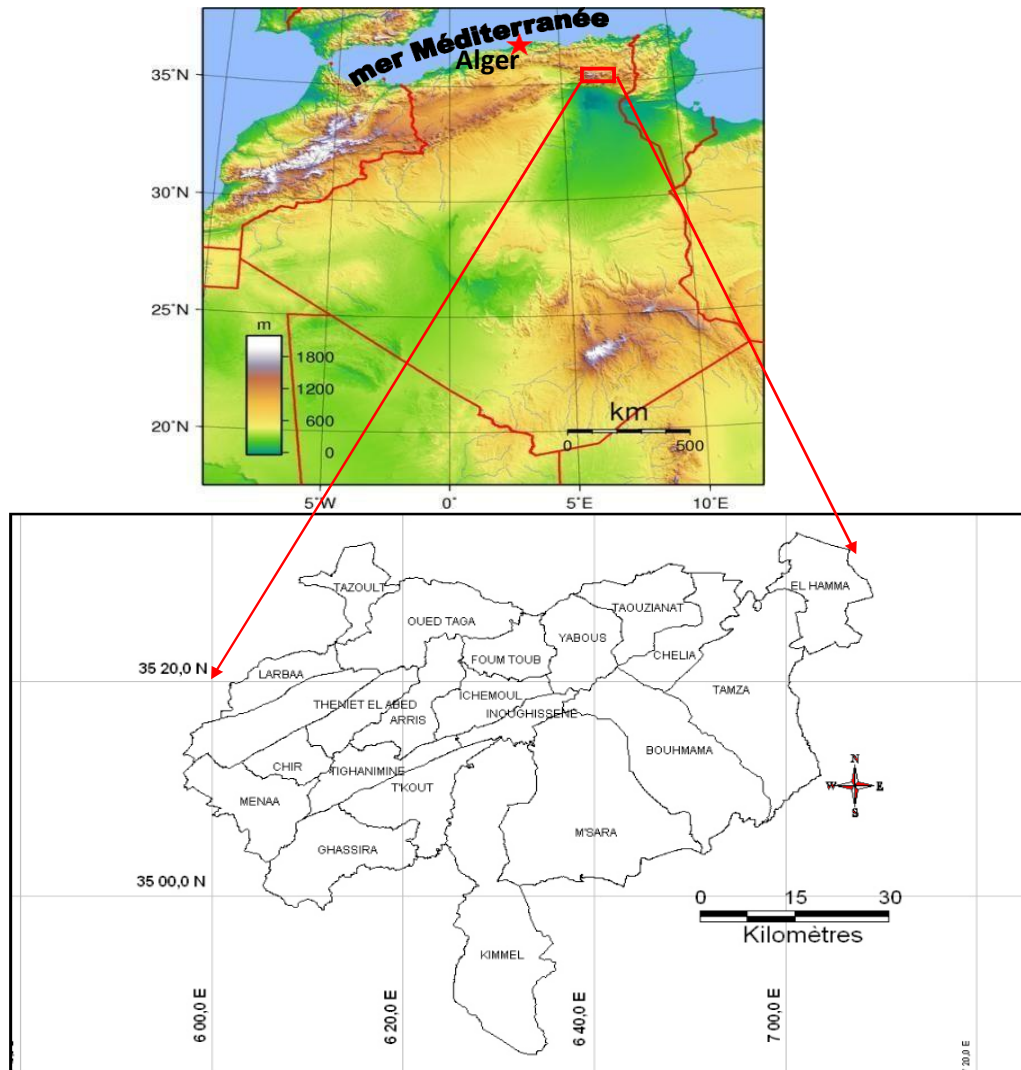 mer Méditerranée
Alger
35°N
30°N
25°N
20°N
m
1800
1200
600
0
km
0 500
5°W 0° 5°E 10°E
EL HAMMA
TAZOULT
TAOUZIANAT
OUED TAGA
YABOUS
FOUM TOUB
CHELIA
35 20,0 N
LARBAA
TAMZA
ICHEMOUL
THENIET EL ABED
INOUGHISSENE
ARRIS
BOUHMAMA
CHIR
TIGHANIMINE
N
W E
S
T'KOUT
MENAA
M'SARA
GHASSIRA
35 00,0 N
0 15 30
Kilomètres
KIMMEL
6 00,0 E
6 20,0 E
6 40,0 E
7 00,0 E